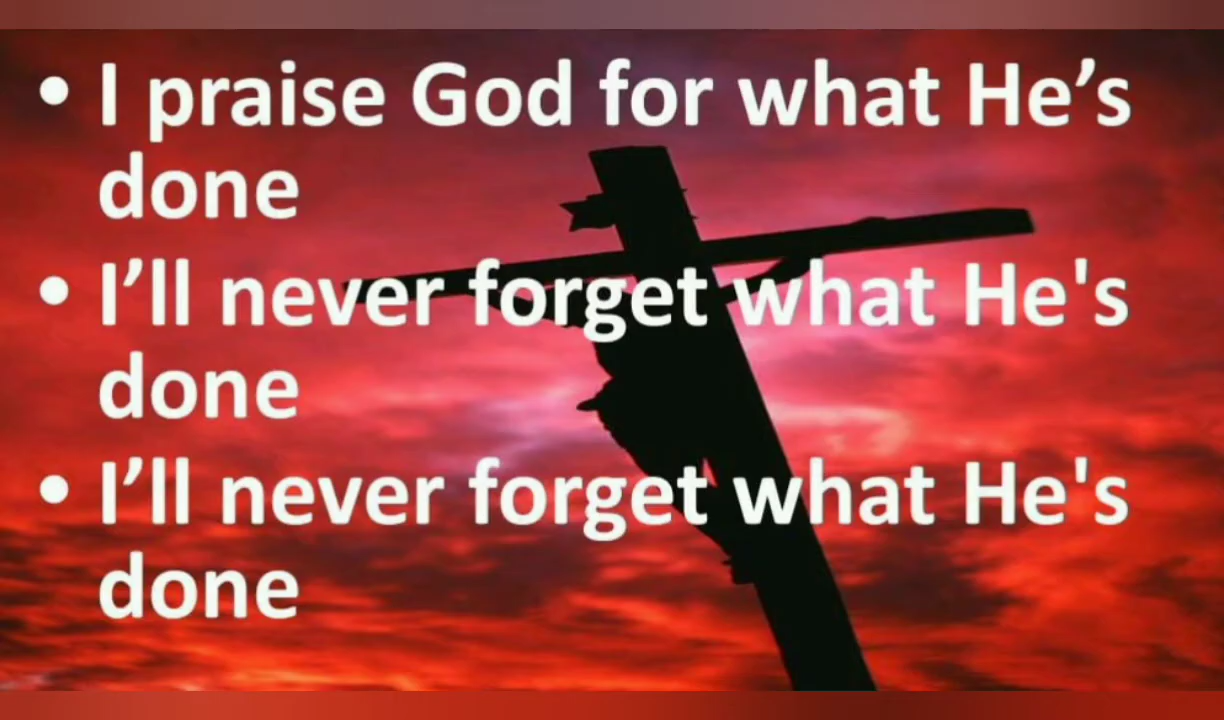 • I praise God for what He’s
done
• I’ll never forget what He's
done
• I’ll never forget what He's
done